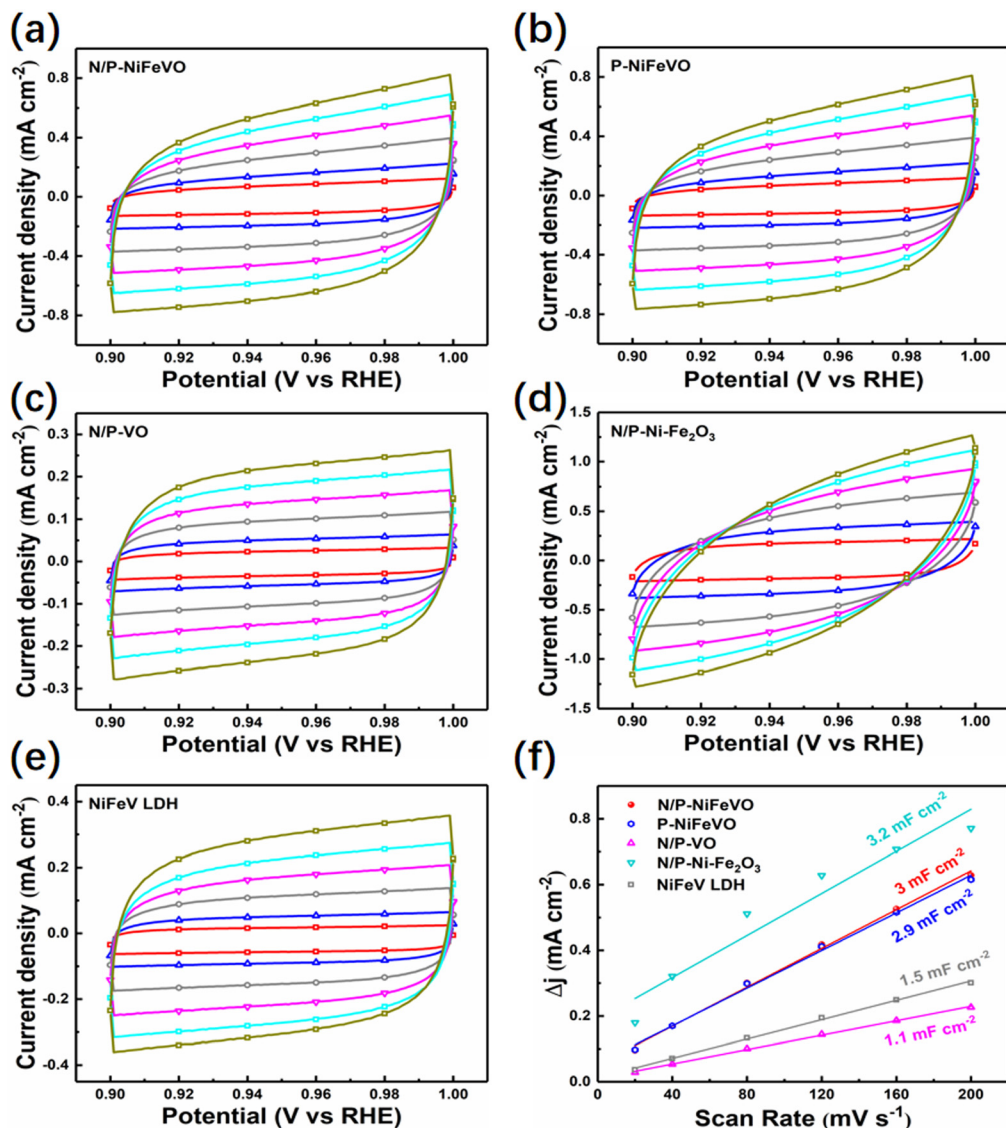 (a)
N/P-NiFeVO
Current density (mA cm⁻²)
0.8
0.4
0.0
-0.4
-0.8
0.90 0.92 0.94 0.96 0.98 1.00
Potential (V vs RHE)
(b)
P-NiFeVO
Current density (mA cm⁻²)
0.8
0.4
0.0
-0.4
-0.8
0.90 0.92 0.94 0.96 0.98 1.00
Potential (V vs RHE)
(c)
N/P-VO
Current density (mA cm⁻²)
0.3
0.2
0.1
0.0
-0.1
-0.2
-0.3
0.90 0.92 0.94 0.96 0.98 1.00
Potential (V vs RHE)
(d)
N/P-Ni-Fe₂O₃
Current density (mA cm⁻²)
1.5
1.0
0.5
0.0
-0.5
-1.0
-1.5
0.90 0.92 0.94 0.96 0.98 1.00
Potential (V vs RHE)
(e)
NiFeV LDH
Current density (mA cm⁻²)
0.4
0.2
0.0
-0.2
-0.4
0.90 0.92 0.94 0.96 0.98 1.00
Potential (V vs RHE)
(f)
N/P-NiFeVO
P-NiFeVO
N/P-VO
N/P-Ni-Fe₂O₃
NiFeV LDH
3.2 mF cm⁻²
3 mF cm⁻²
2.9 mF cm⁻²
1.5 mF cm⁻²
1.1 mF cm⁻²
Δj (mA cm⁻²)
0.8
0.6
0.4
0.2
0.0
0 40 80 120 160 200
Scan Rate (mV s⁻¹)